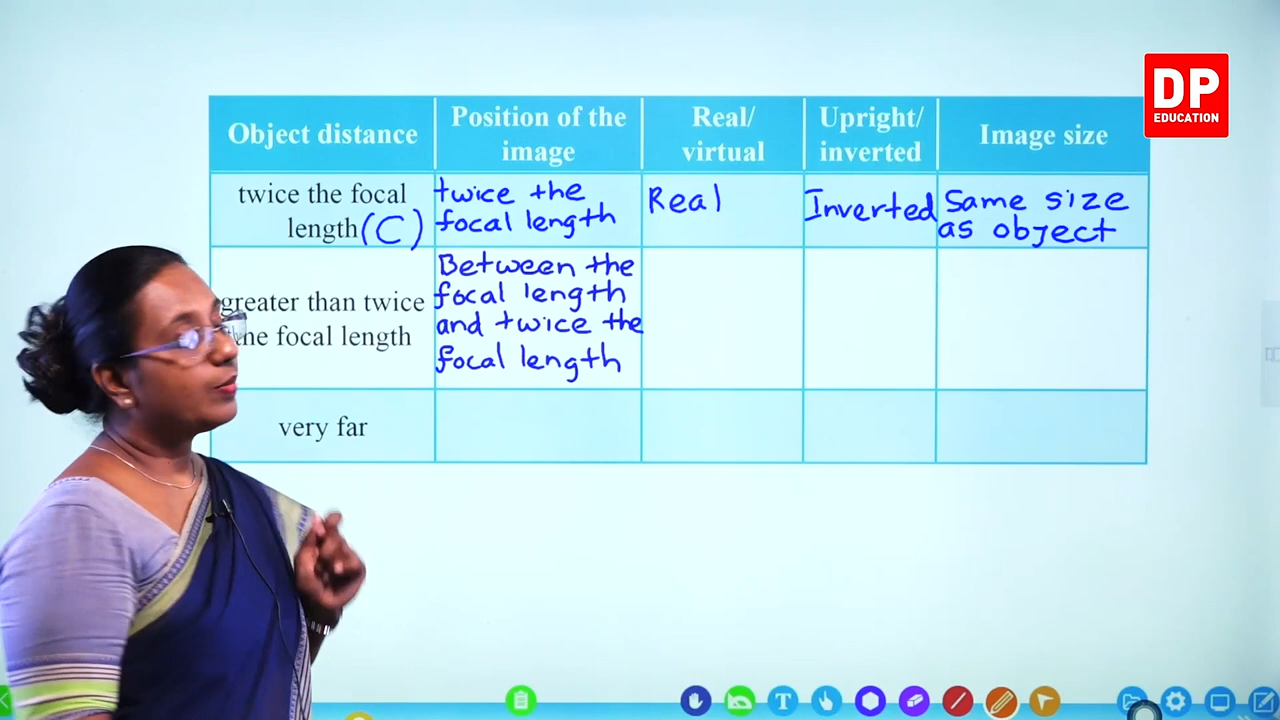 DP
EDUCATION
Object distance
Position of the
image
Real/
virtual
Upright/
inverted
Image size
twice the focal
length (C)
twice the
focal length
Real
Inverted
Same size
as object
greater than twice
the focal length
Between the
focal length
and twice the
focal length
very far
T